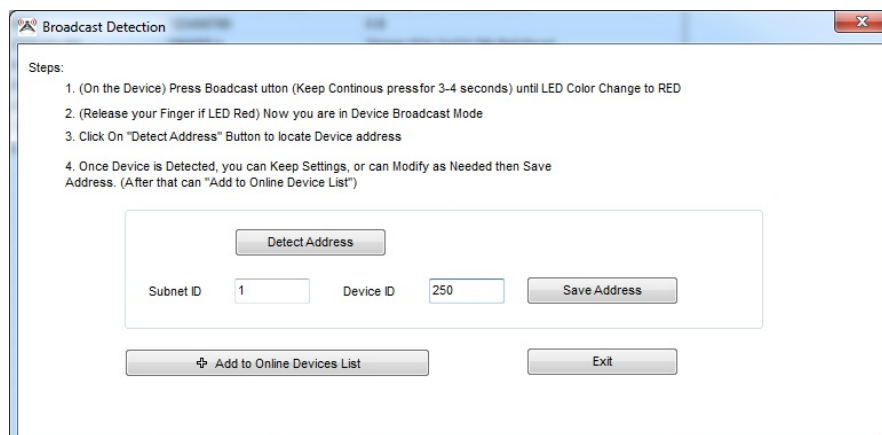 Broadcast Detection
Steps:
1. (On the Device) Press Boadcast utton (Keep Continous pressfor 3-4 seconds) until LED Color Change to RED
2. (Release your Finger if LED Red) Now you are in Device Broadcast Mode
3. Click On "Detect Address" Button to locate Device address
4. Once Device is Detected, you can Keep Settings, or can Modify as Needed then Save
Address. (After that can "Add to Online Device List")
Detect Address
Subnet ID 1 Device ID 250 Save Address
Add to Online Devices List Exit